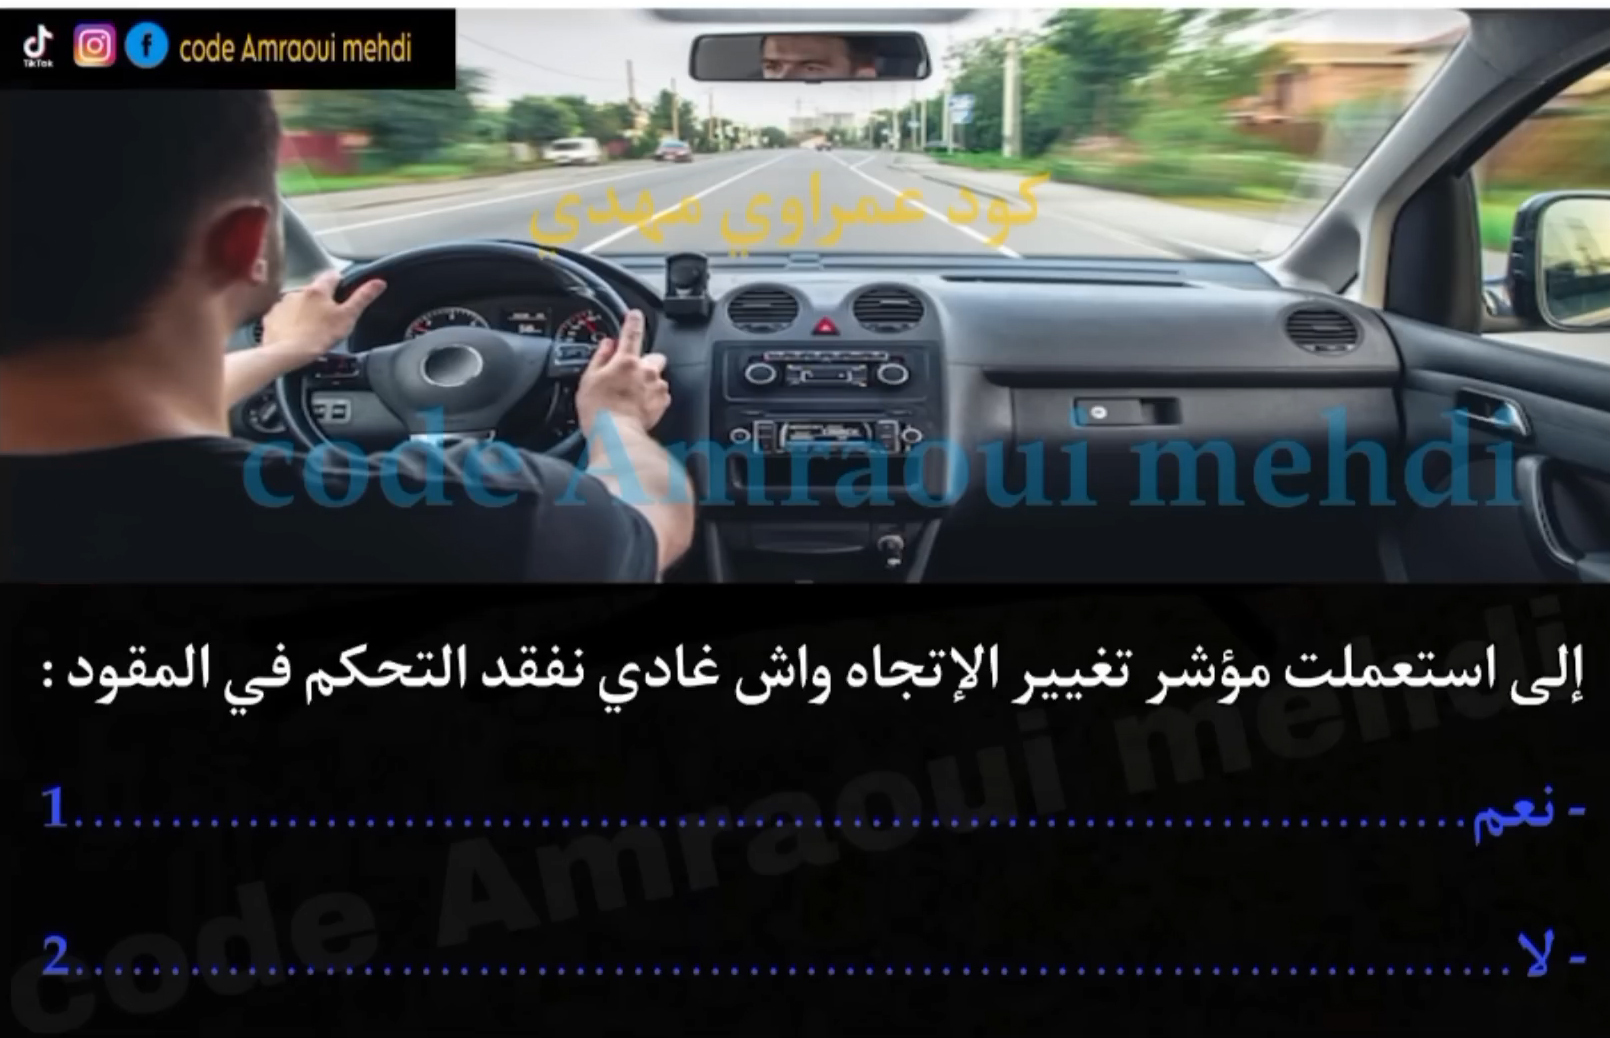 TikTok
code Amraoui mehdi
كود عمراوي مهدي
code Amraoui mehdi
إلى استعملت مؤشر تغيير الإتجاه واش غادي نفقد التحكم في المقود :
- نعم......................................................................................1
- لا........................................................................................2
code Amraoui mehdi